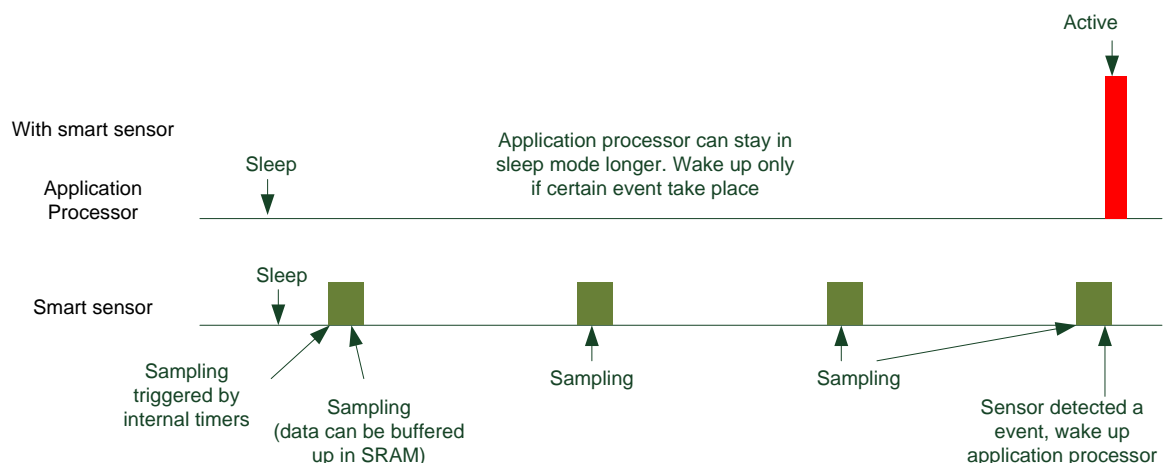 Active
With smart sensor
Application processor can stay in
sleep mode longer. Wake up only
if certain event take place
Sleep
Application
Processor
Sleep
Smart sensor
Sampling
triggered by
internal timers
Sampling
(data can be buffered
up in SRAM)
Sampling
Sampling
Sensor detected a
event, wake up
application processor